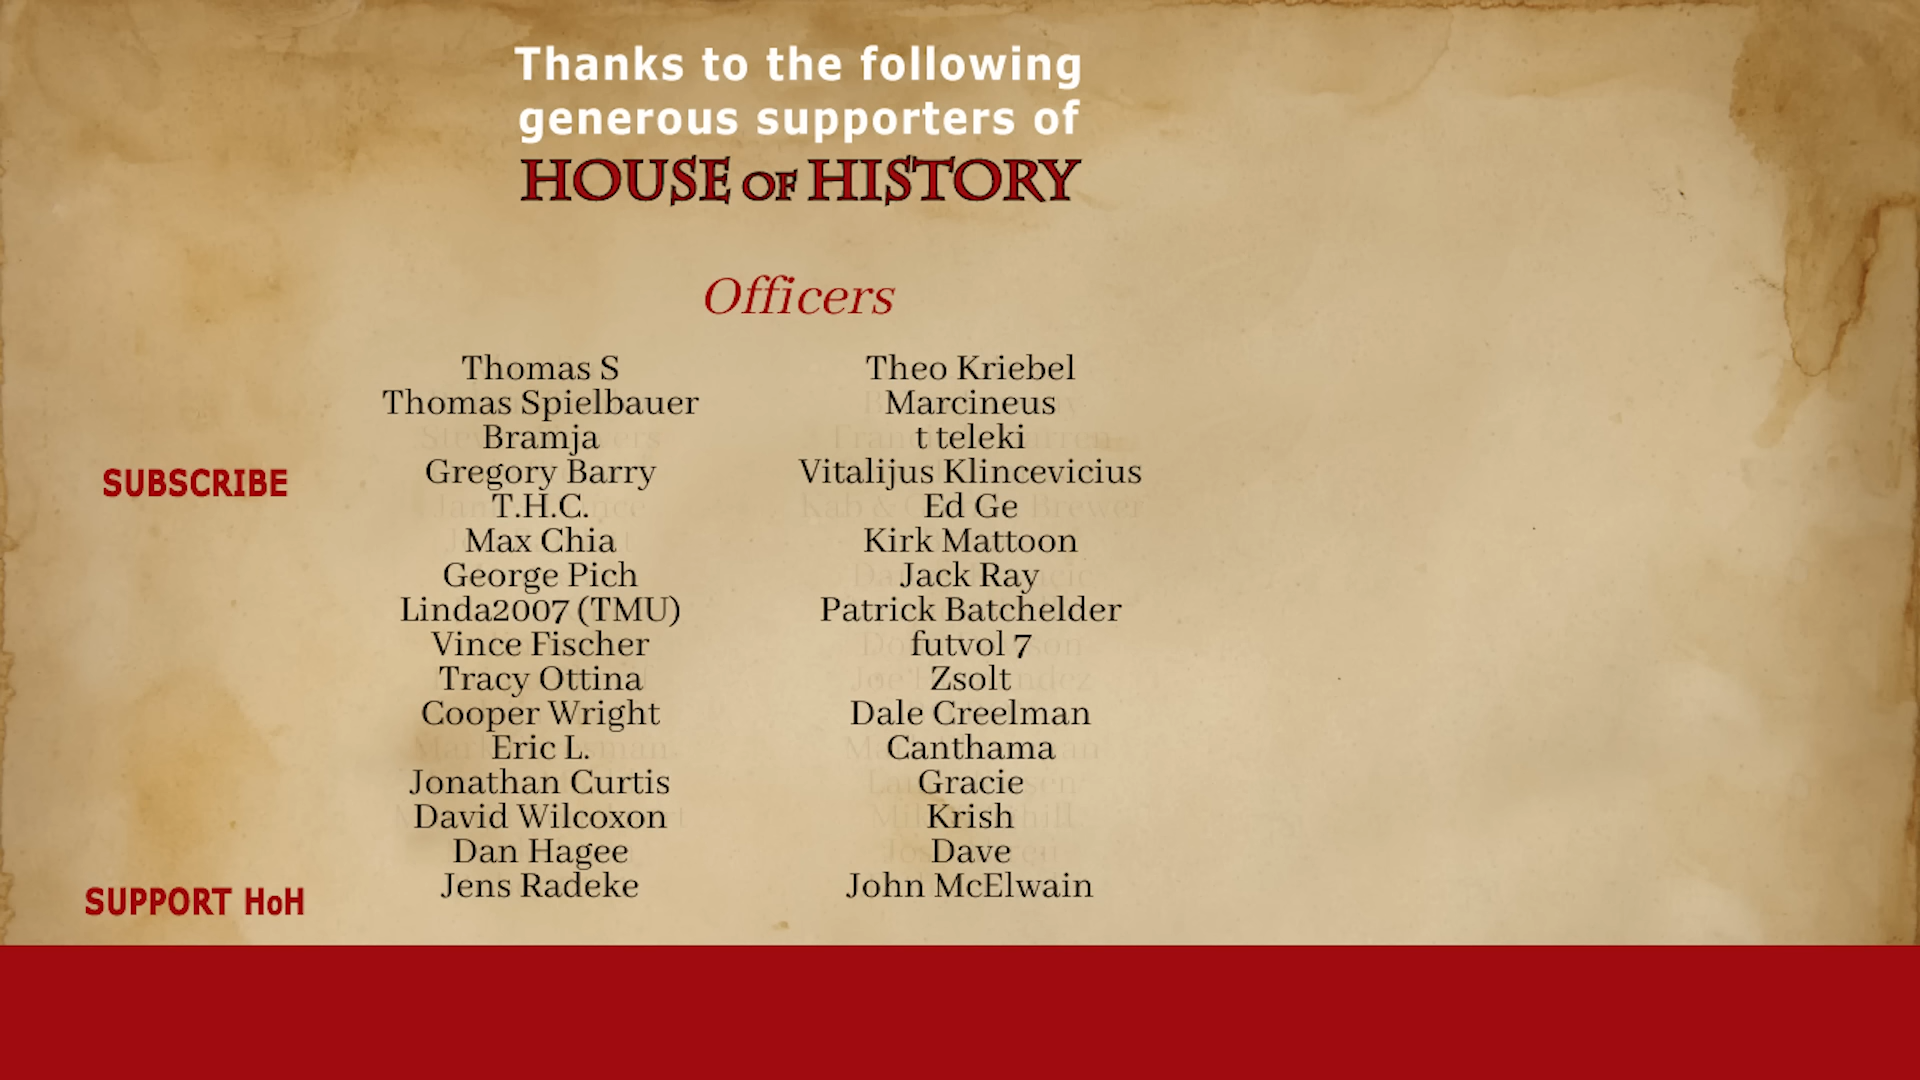 Thanks to the following
generous supporters of
HOUSE OF HISTORY
Officers
Thomas S
Thomas Spielbauer
Bramja
Gregory Barry
T.H.C.
Max Chia
George Pich
Linda2007 (TMU)
Vince Fischer
Tracy Ottina
Cooper Wright
Eric L.
Jonathan Curtis
David Wilcoxon
Dan Hagee
Jens Radeke
Theo Kriebel
Marcineus
t teleki
Vitalijus Klincevicius
Ed Ge
Kirk Mattoon
Jack Ray
Patrick Batchelder
futvol 7
Zsolt
Dale Creelman
Canthama
Gracie
Krish
Dave
John McElwain
SUBSCRIBE
SUPPORT HoH